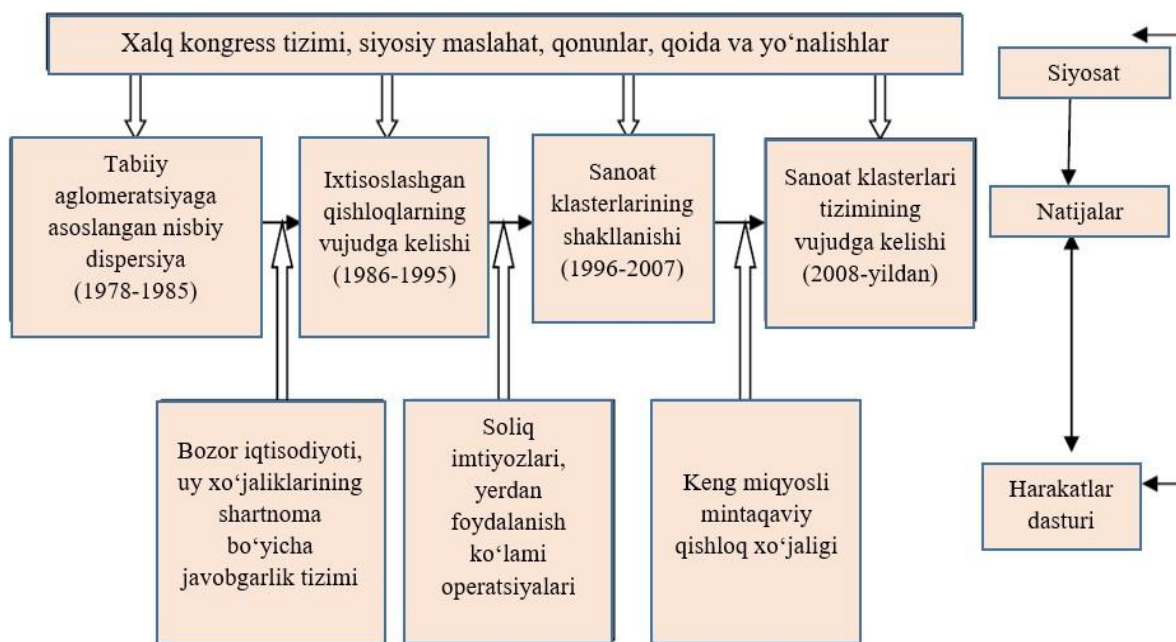 Xalq kongress tizimi, siyosiy maslahat, qonunlar, qoida va yo‘nalishlar
Siyosat
Tabiiy
aglomeratsiyaga
asoslangan nisbiy
dispersiya
(1978-1985)
Ixtisoslashgan
qishloqlarning
vujudga kelishi
(1986-1995)
Sanoat
klasterlarining
shakllanishi
(1996-2007)
Sanoat klasterlari
tizimining
vujudga kelishi
(2008-yildan)
Natijalar
Bozor iqtisodiyoti,
uy xo‘jaliklarining
shartnoma
bo‘yicha
javobgarlik tizimi
Soliq
imtiyozlari,
yerdan
foydalanish
ko‘lami
operatsiyalari
Keng miqyosli
mintaqaviy
qishloq xo‘jaligi
Harakatlar
dasturi